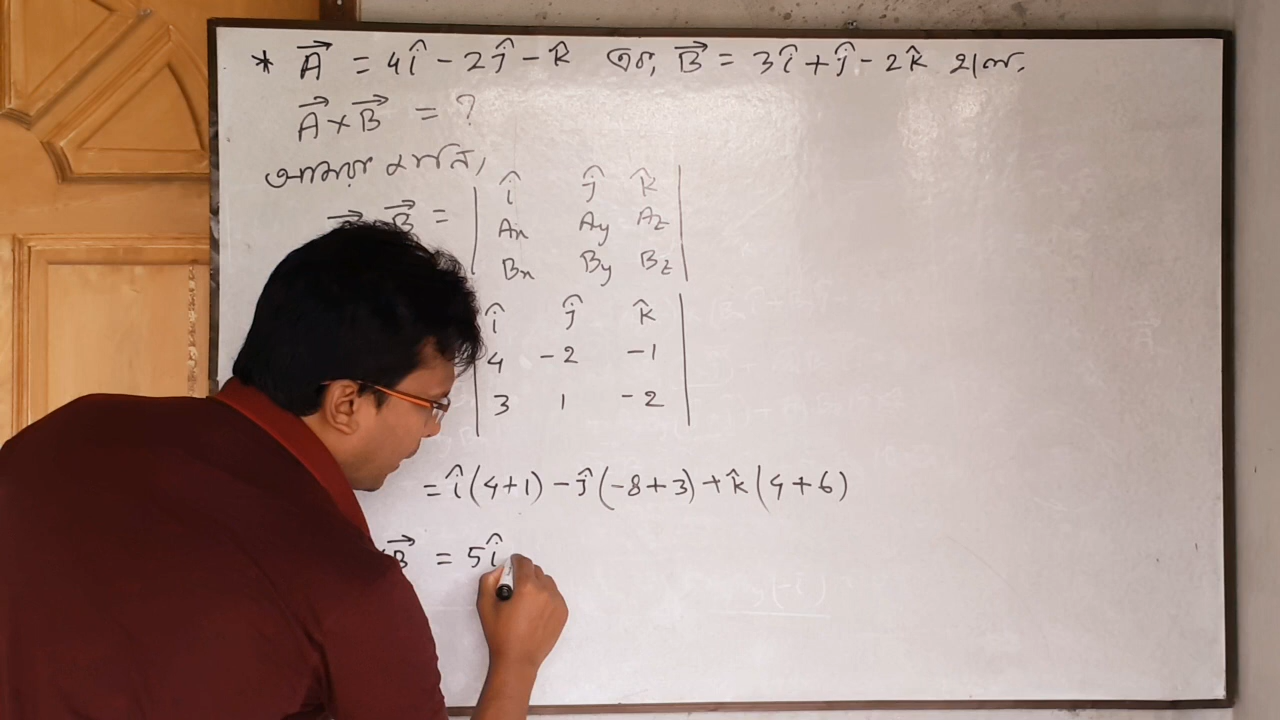 * A⃗ = 4î - 2ĵ - k̂ এবং, B⃗ = 3î + ĵ - 2k̂ হলে,
A⃗ × B⃗ = ?
আমরা জানি,
B⃗ = | î ĵ k̂ |
Ax Ay Az
Bx By Bz
î ĵ k̂
4 -2 -1
3 1 -2
= î(4+1) - ĵ(-8+3) + k̂(4+6)
×B⃗ = 5î